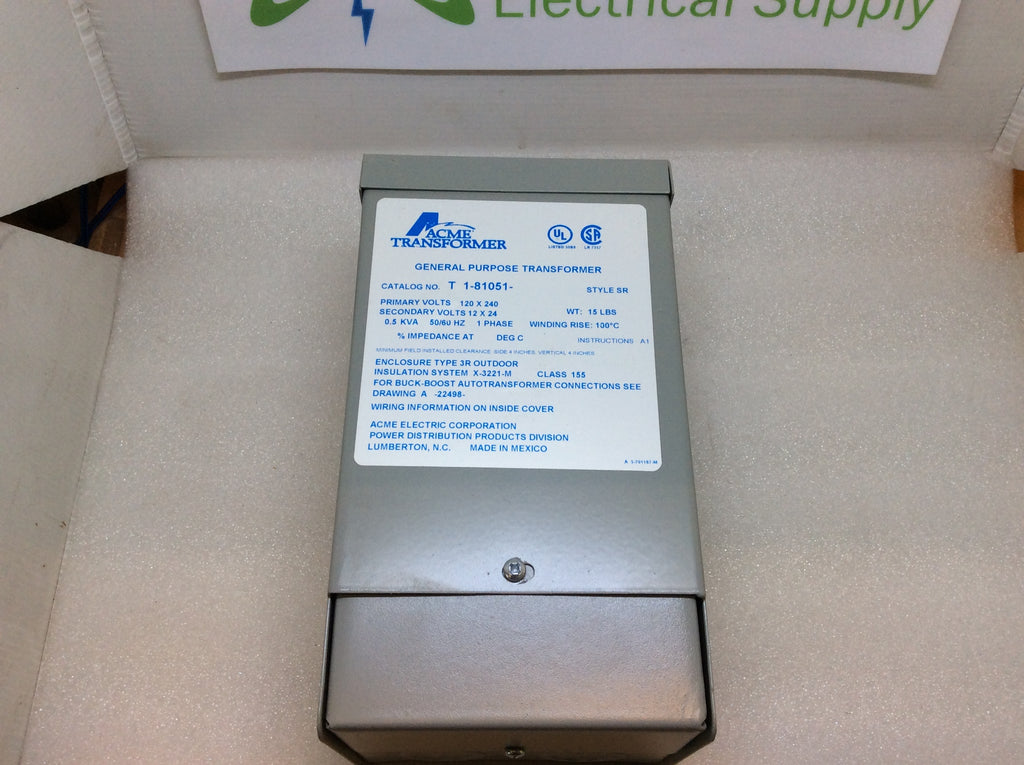 Electrical Supply
ACME
TRANSFORMER
UL
LISTED
SA
GENERAL PURPOSE TRANSFORMER
CATALOG NO. T 1-81051-
STYLE SR
PRIMARY VOLTS 120 X 240
SECONDARY VOLTS 12 X 24 WT: 15 LBS
0.5 KVA 50/60 HZ 1 PHASE WINDING RISE: 100°C
% IMPEDANCE AT DEG C INSTRUCTIONS A1
MINIMUM FIELD INSTALLED CLEARANCE: SIDE 4 INCHES, VERTICAL 4 INCHES
ENCLOSURE TYPE 3R OUTDOOR
INSULATION SYSTEM X-3221-M CLASS 155
FOR BUCK-BOOST AUTOTRANSFORMER CONNECTIONS SEE
DRAWING A -22498-
WIRING INFORMATION ON INSIDE COVER
ACME ELECTRIC CORPORATION
POWER DISTRIBUTION PRODUCTS DIVISION
LUMBERTON, N.C. MADE IN MEXICO